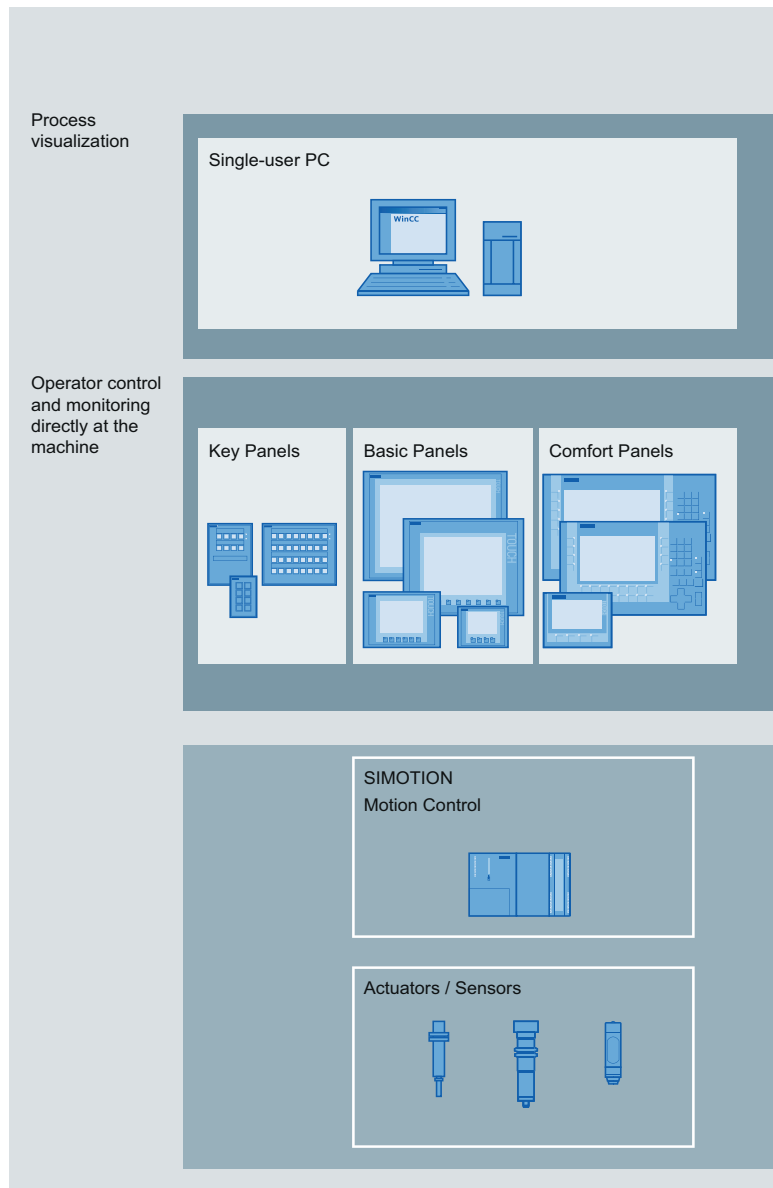 Process
visualization
Single-user PC
WinCC
Operator control
and monitoring
directly at the
machine
Key Panels
Basic Panels
Comfort Panels
TOUCH
SIMOTION
Motion Control
Actuators / Sensors